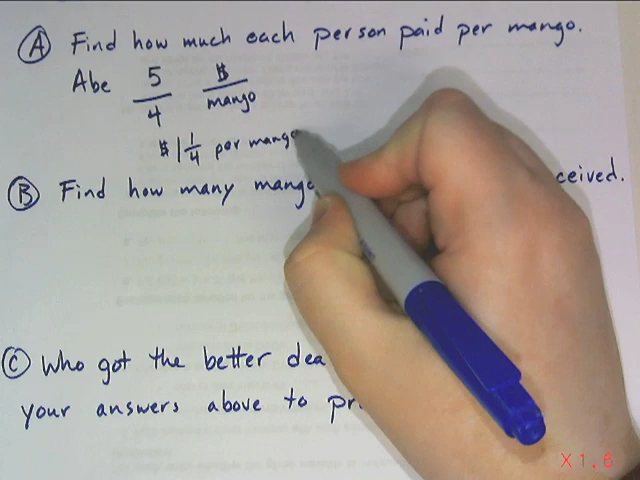 A Find how much each person paid per mango.
Abe 5/4 $/mango
$1 1/4 per mango
B Find how many mang ceived.
C Who got the better dea
your answers above to pr
X1.6